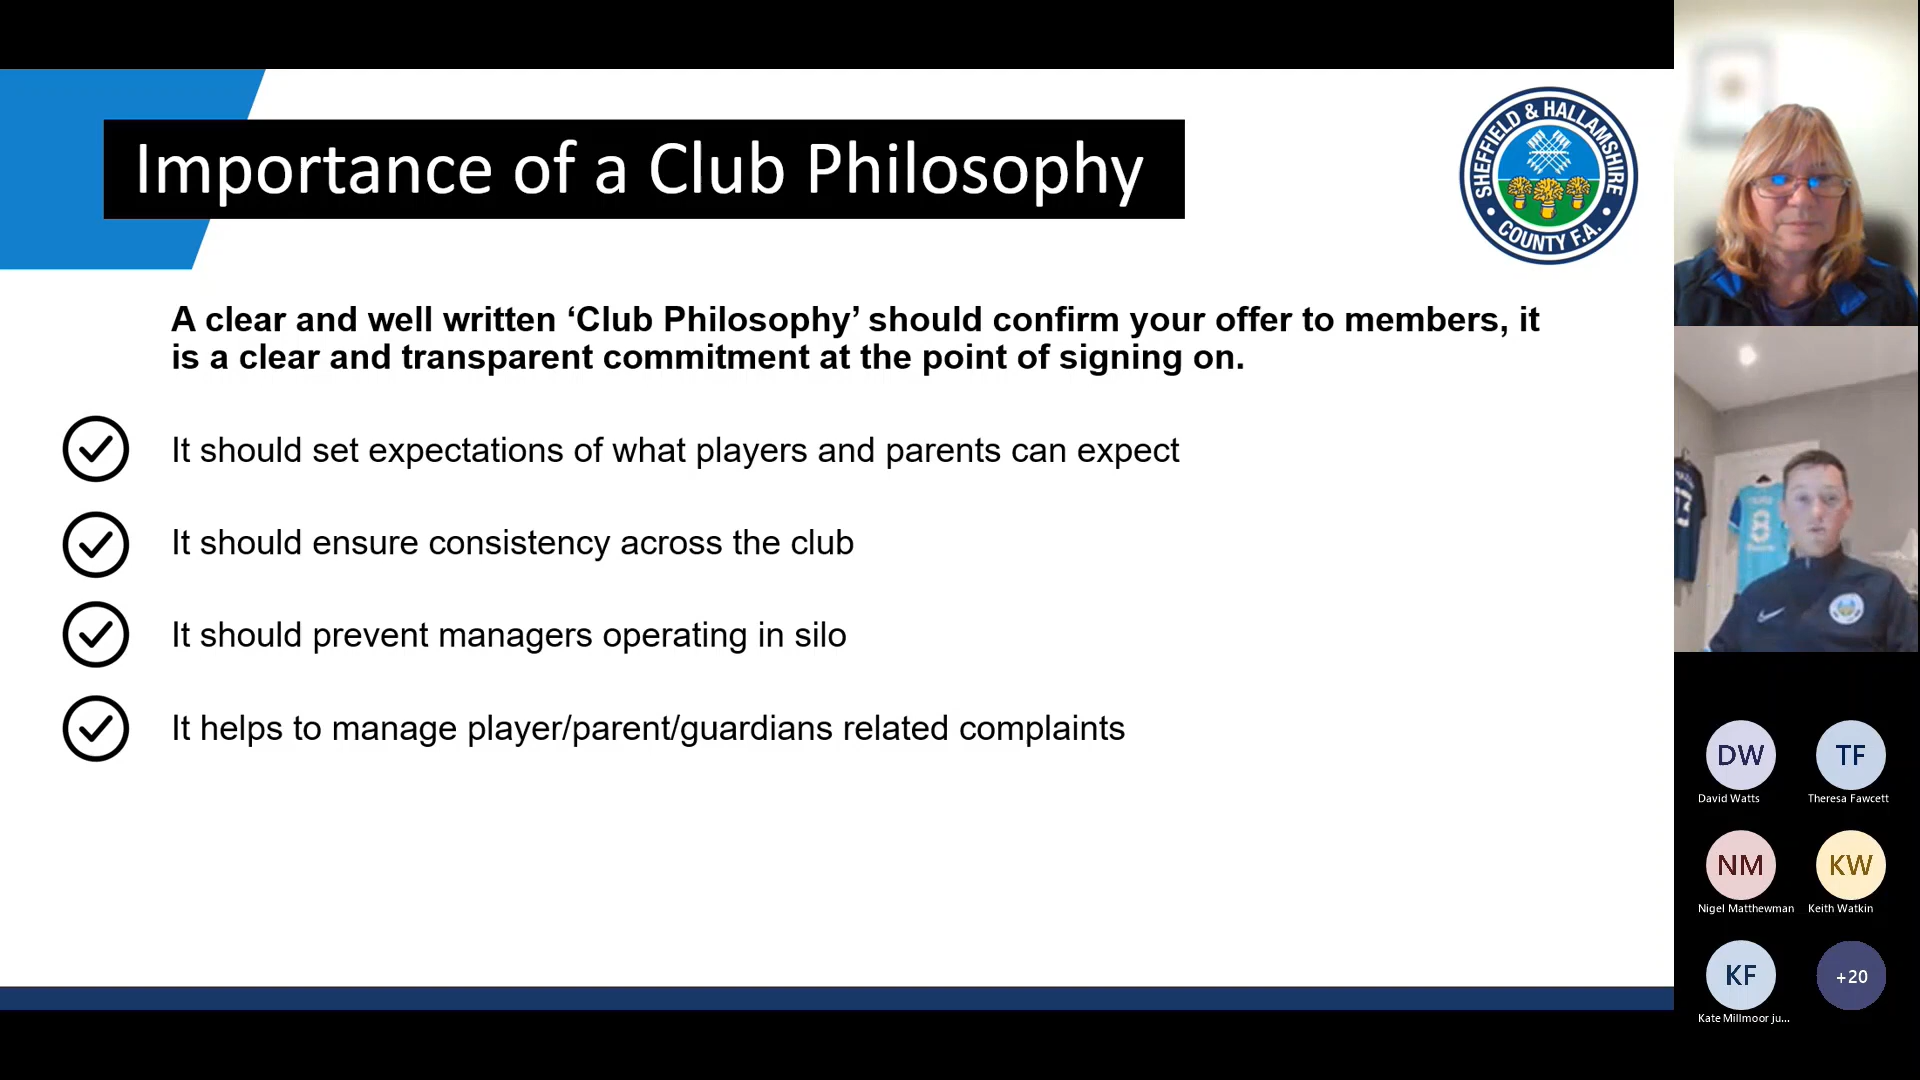 Importance of a Club Philosophy
SHEFFIELD & HALLAMSHIRE
COUNTY F.A.
A clear and well written ‘Club Philosophy’ should confirm your offer to members, it
is a clear and transparent commitment at the point of signing on.
It should set expectations of what players and parents can expect
It should ensure consistency across the club
It should prevent managers operating in silo
It helps to manage player/parent/guardians related complaints
8
DW
TF
David Watts
Theresa Fawcett
NM
KW
Nigel Matthewman
Keith Watkin
KF
+20
Kate Millmoor ju...